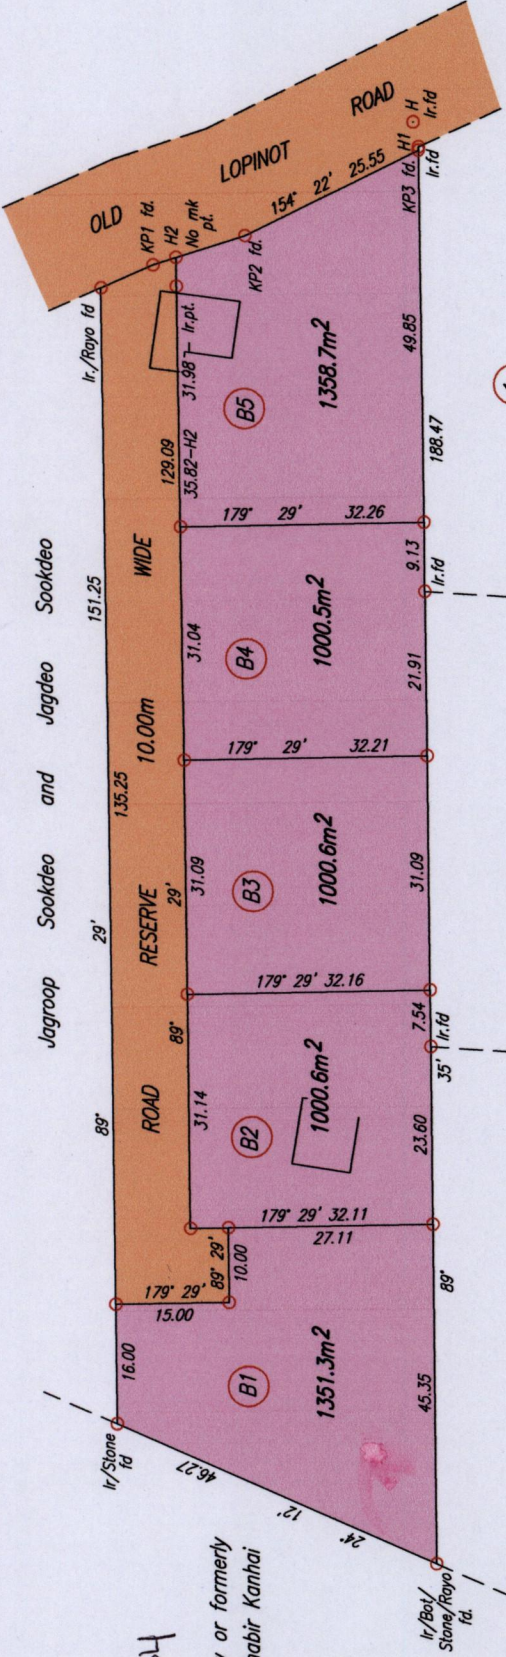 Jagroop Sookdeo and Jagdeo Sookdeo
OLD LOPINOT ROAD
Ir./Rayo fd
KP1 fd.
H2
No mk
pt.
KP2 fd.
154° 22' 25.55
KP3 fd.
H1
Ir.fd
H
Ir.fd
89° 29' 151.25
135.25
ROAD RESERVE 10.00m WIDE
89° 29' 129.09
35.82-H2
31.98 - Ir.pt.
B5
1358.7m2
49.85
188.47
179° 29' 32.26
9.13
Ir.fd
31.04
B4
1000.5m2
21.91
179° 29' 32.21
31.09
B3
1000.6m2
31.09
179° 29' 32.16
7.54
Ir.fd
35'
31.14
B2
1000.6m2
23.60
179° 29' 32.11
27.11
89°
89° 29'
10.00
179° 29'
15.00
16.00
B1
1351.3m2
45.35
Ir/Stone
fd
46.27
24° 12'
Ir/Bot/
Stone/Rayo
fd.
or formerly
Kanhai